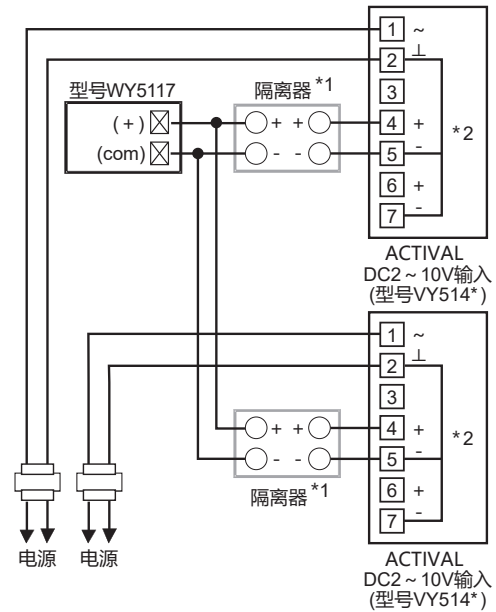 型号WY5117
(+)
(com)
隔离器*1
+ +
- -
1 ~
2 ⊥
3
4 +
5 -
6 +
7 -
*2
ACTIVAL
DC2~10V输入
(型号VY514*)
1 ~
2 ⊥
3
4 +
5 -
6 +
7 -
*2
+ +
- -
隔离器*1
电源 电源
ACTIVAL
DC2~10V输入
(型号VY514*)